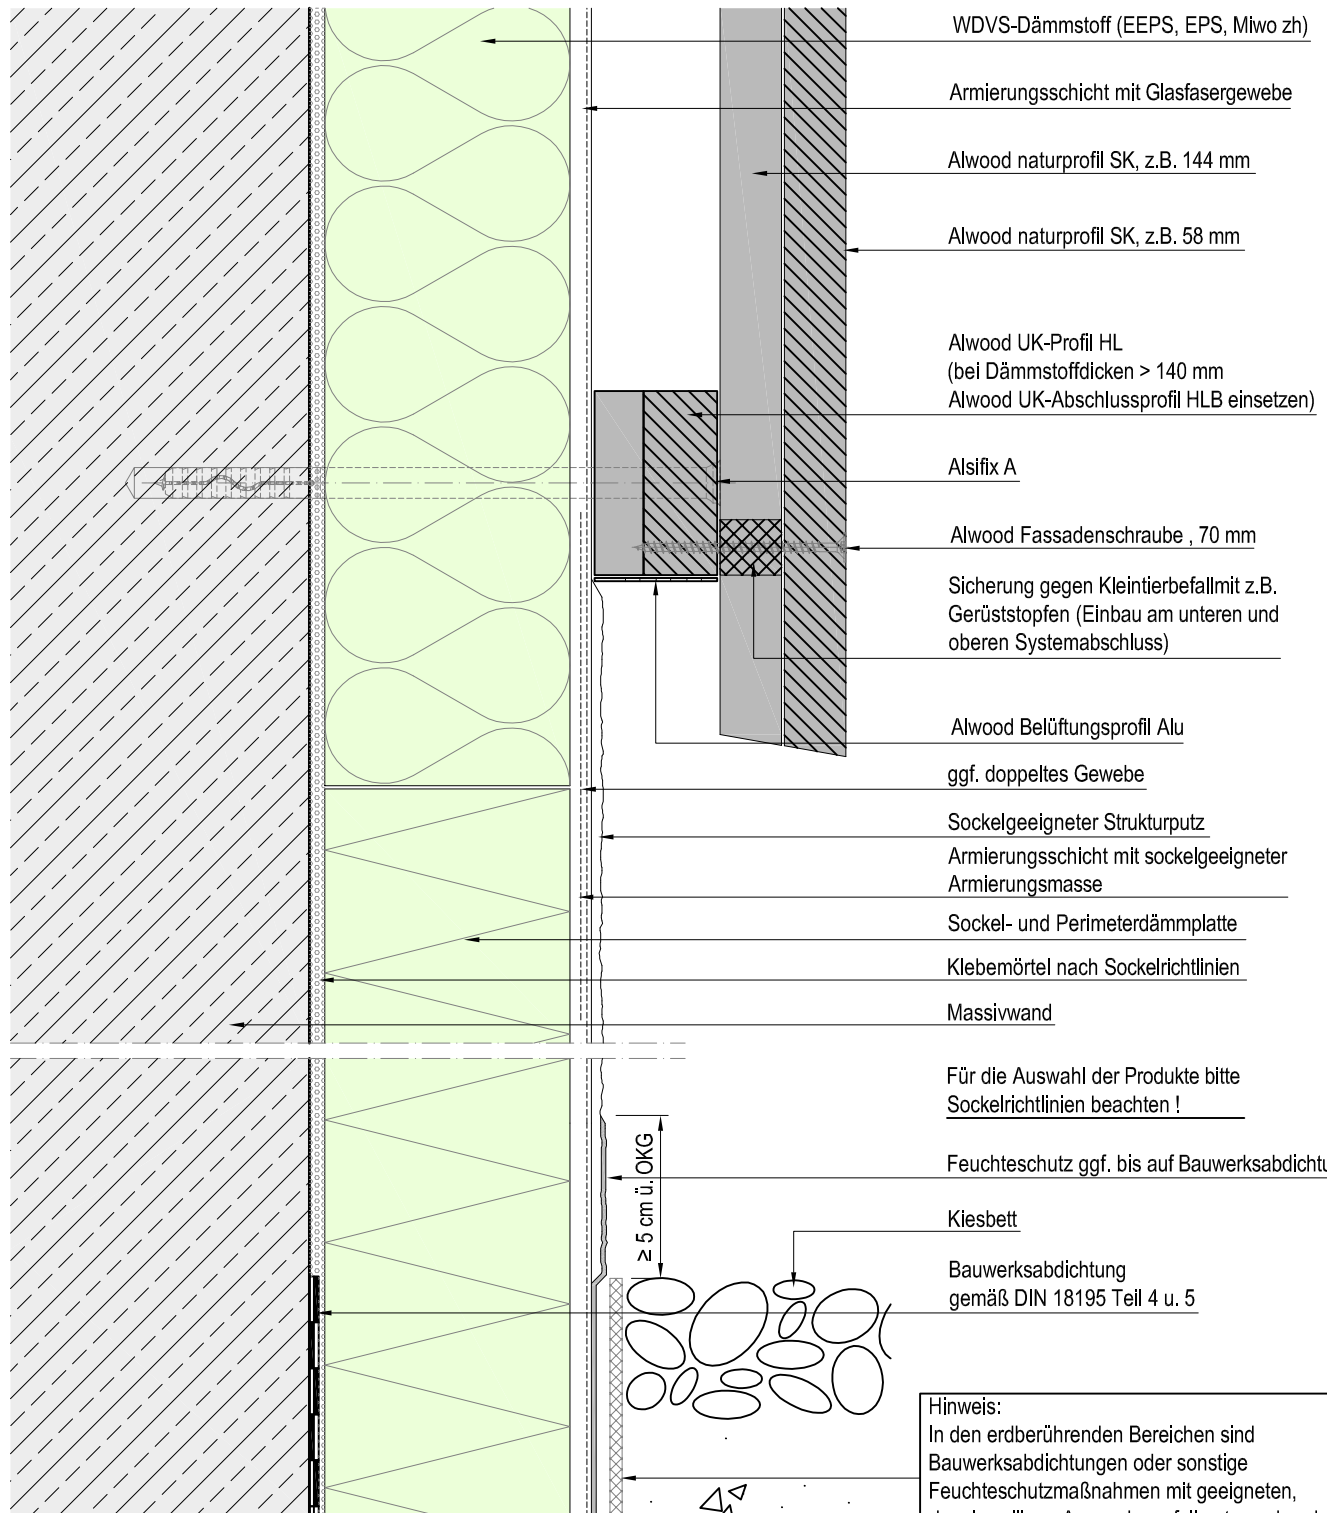 WDVS-Dämmstoff (EEPS, EPS, Miwo zh)
Armierungsschicht mit Glasfasergewebe
Alwood naturprofil SK, z.B. 144 mm
Alwood naturprofil SK, z.B. 58 mm
Alwood UK-Profil HL
(bei Dämmstoffdicken > 140 mm
Alwood UK-Abschlussprofil HLB einsetzen)
Alsifix A
Alwood Fassadenschraube , 70 mm
Sicherung gegen Kleintierbefallmit z.B.
Gerüststopfen (Einbau am unteren und
oberen Systemabschluss)
Alwood Belüftungsprofil Alu
ggf. doppeltes Gewebe
Sockelgeeigneter Strukturputz
Armierungsschicht mit sockelgeeigneter
Armierungsmasse
Sockel- und Perimeterdämmplatte
Klebemörtel nach Sockelrichtlinien
Massivwand
Für die Auswahl der Produkte bitte
Sockelrichtlinien beachten !
≥ 5 cm ü. OKG
Feuchteschutz ggf. bis auf Bauwerksabdichtu
Kiesbett
Bauwerksabdichtung
gemäß DIN 18195 Teil 4 u. 5
Hinweis:
In den erdberührenden Bereichen sind
Bauwerksabdichtungen oder sonstige
Feuchteschutzmaßnahmen mit geeigneten,